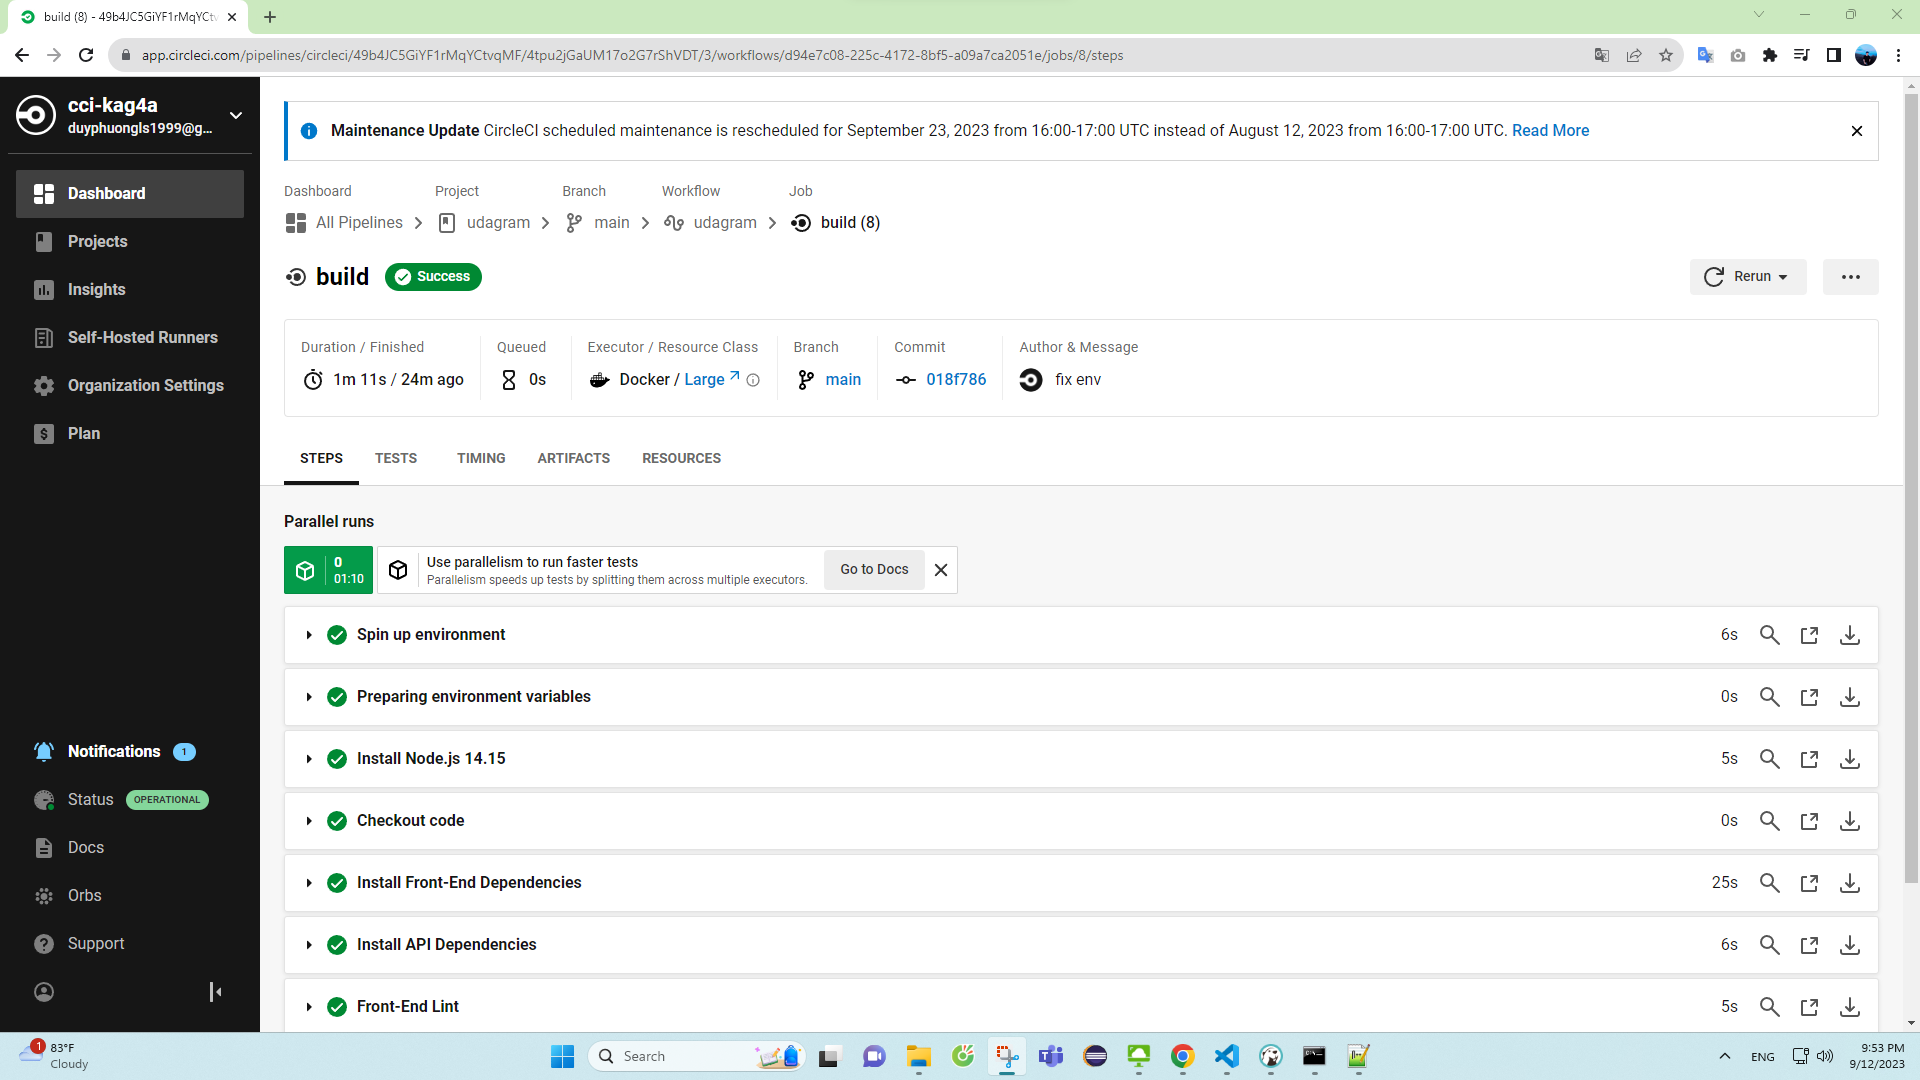 build (8) - 49b4JC5GiYF1rMqYCtv
app.circleci.com/pipelines/circleci/49b4JC5GiYF1rMqYCtvqMF/4tpu2jGaUM17o2G7rShVDT/3/workflows/d94e7c08-225c-4172-8bf5-a09a7ca2051e/jobs/8/steps
cci-kag4a
duyphuongls1999@g...
Dashboard
Projects
Insights
Self-Hosted Runners
Organization Settings
Plan
Notifications 1
Status OPERATIONAL
Docs
Orbs
Support
Maintenance Update CircleCI scheduled maintenance is rescheduled for September 23, 2023 from 16:00-17:00 UTC instead of August 12, 2023 from 16:00-17:00 UTC. Read More
Dashboard Project Branch Workflow Job
All Pipelines udagram main udagram build (8)
build Success
Rerun
Duration / Finished Queued Executor / Resource Class Branch Commit Author & Message
1m 11s / 24m ago 0s Docker / Large main 018f786 fix env
STEPS TESTS TIMING ARTIFACTS RESOURCES
Parallel runs
0
01:10
Use parallelism to run faster tests
Parallelism speeds up tests by splitting them across multiple executors.
Go to Docs
Spin up environment 6s
Preparing environment variables 0s
Install Node.js 14.15 5s
Checkout code 0s
Install Front-End Dependencies 25s
Install API Dependencies 6s
Front-End Lint 5s
1
83°F
Cloudy
Search
ENG
9:53 PM
9/12/2023